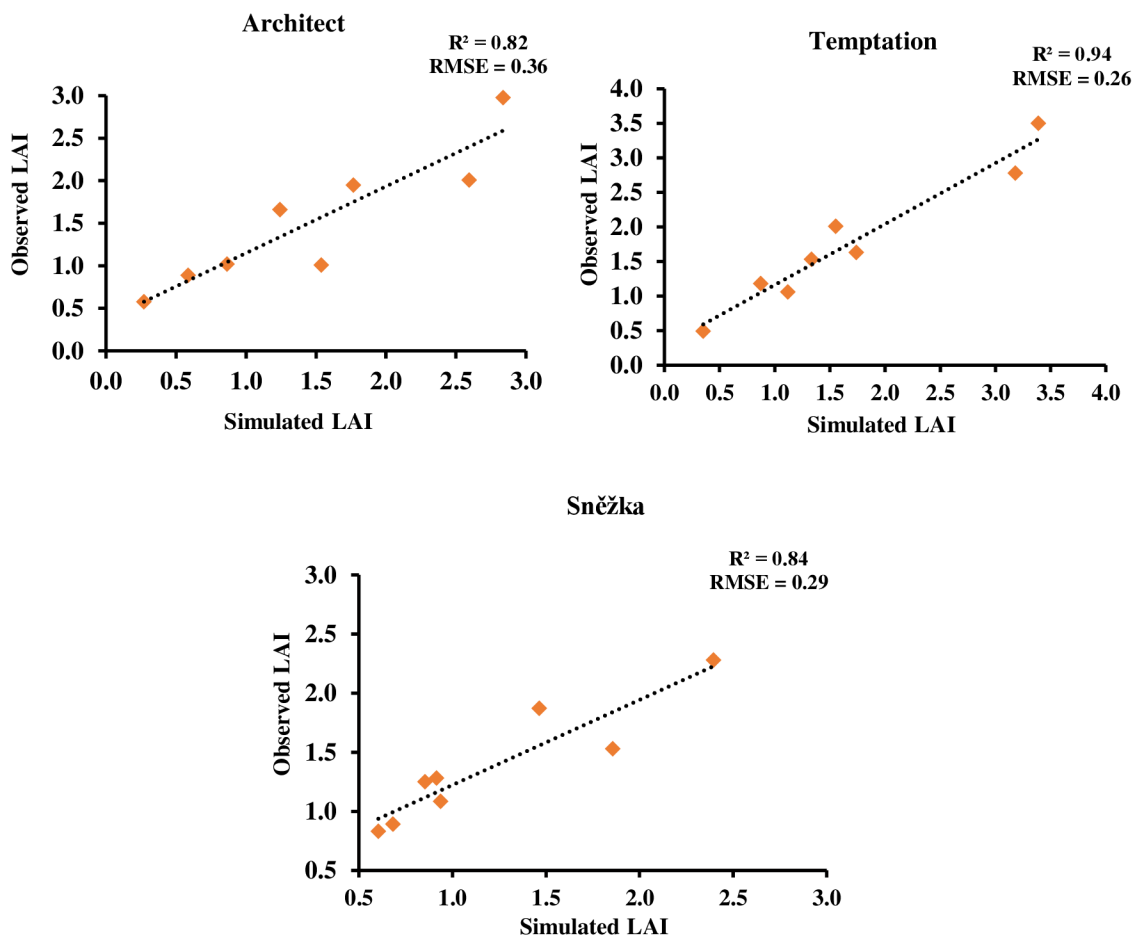 Architect
R² = 0.82
RMSE = 0.36
3.0
2.5
2.0
1.5
1.0
0.5
0.0
Observed LAI
0.0 0.5 1.0 1.5 2.0 2.5 3.0
Simulated LAI
Temptation
R² = 0.94
RMSE = 0.26
4.0
3.5
3.0
2.5
2.0
1.5
1.0
0.5
0.0
Observed LAI
0.0 0.5 1.0 1.5 2.0 2.5 3.0 3.5 4.0
Simulated LAI
Sněžka
R² = 0.84
RMSE = 0.29
3.0
2.5
2.0
1.5
1.0
0.5
Observed LAI
0.5 1.0 1.5 2.0 2.5 3.0
Simulated LAI